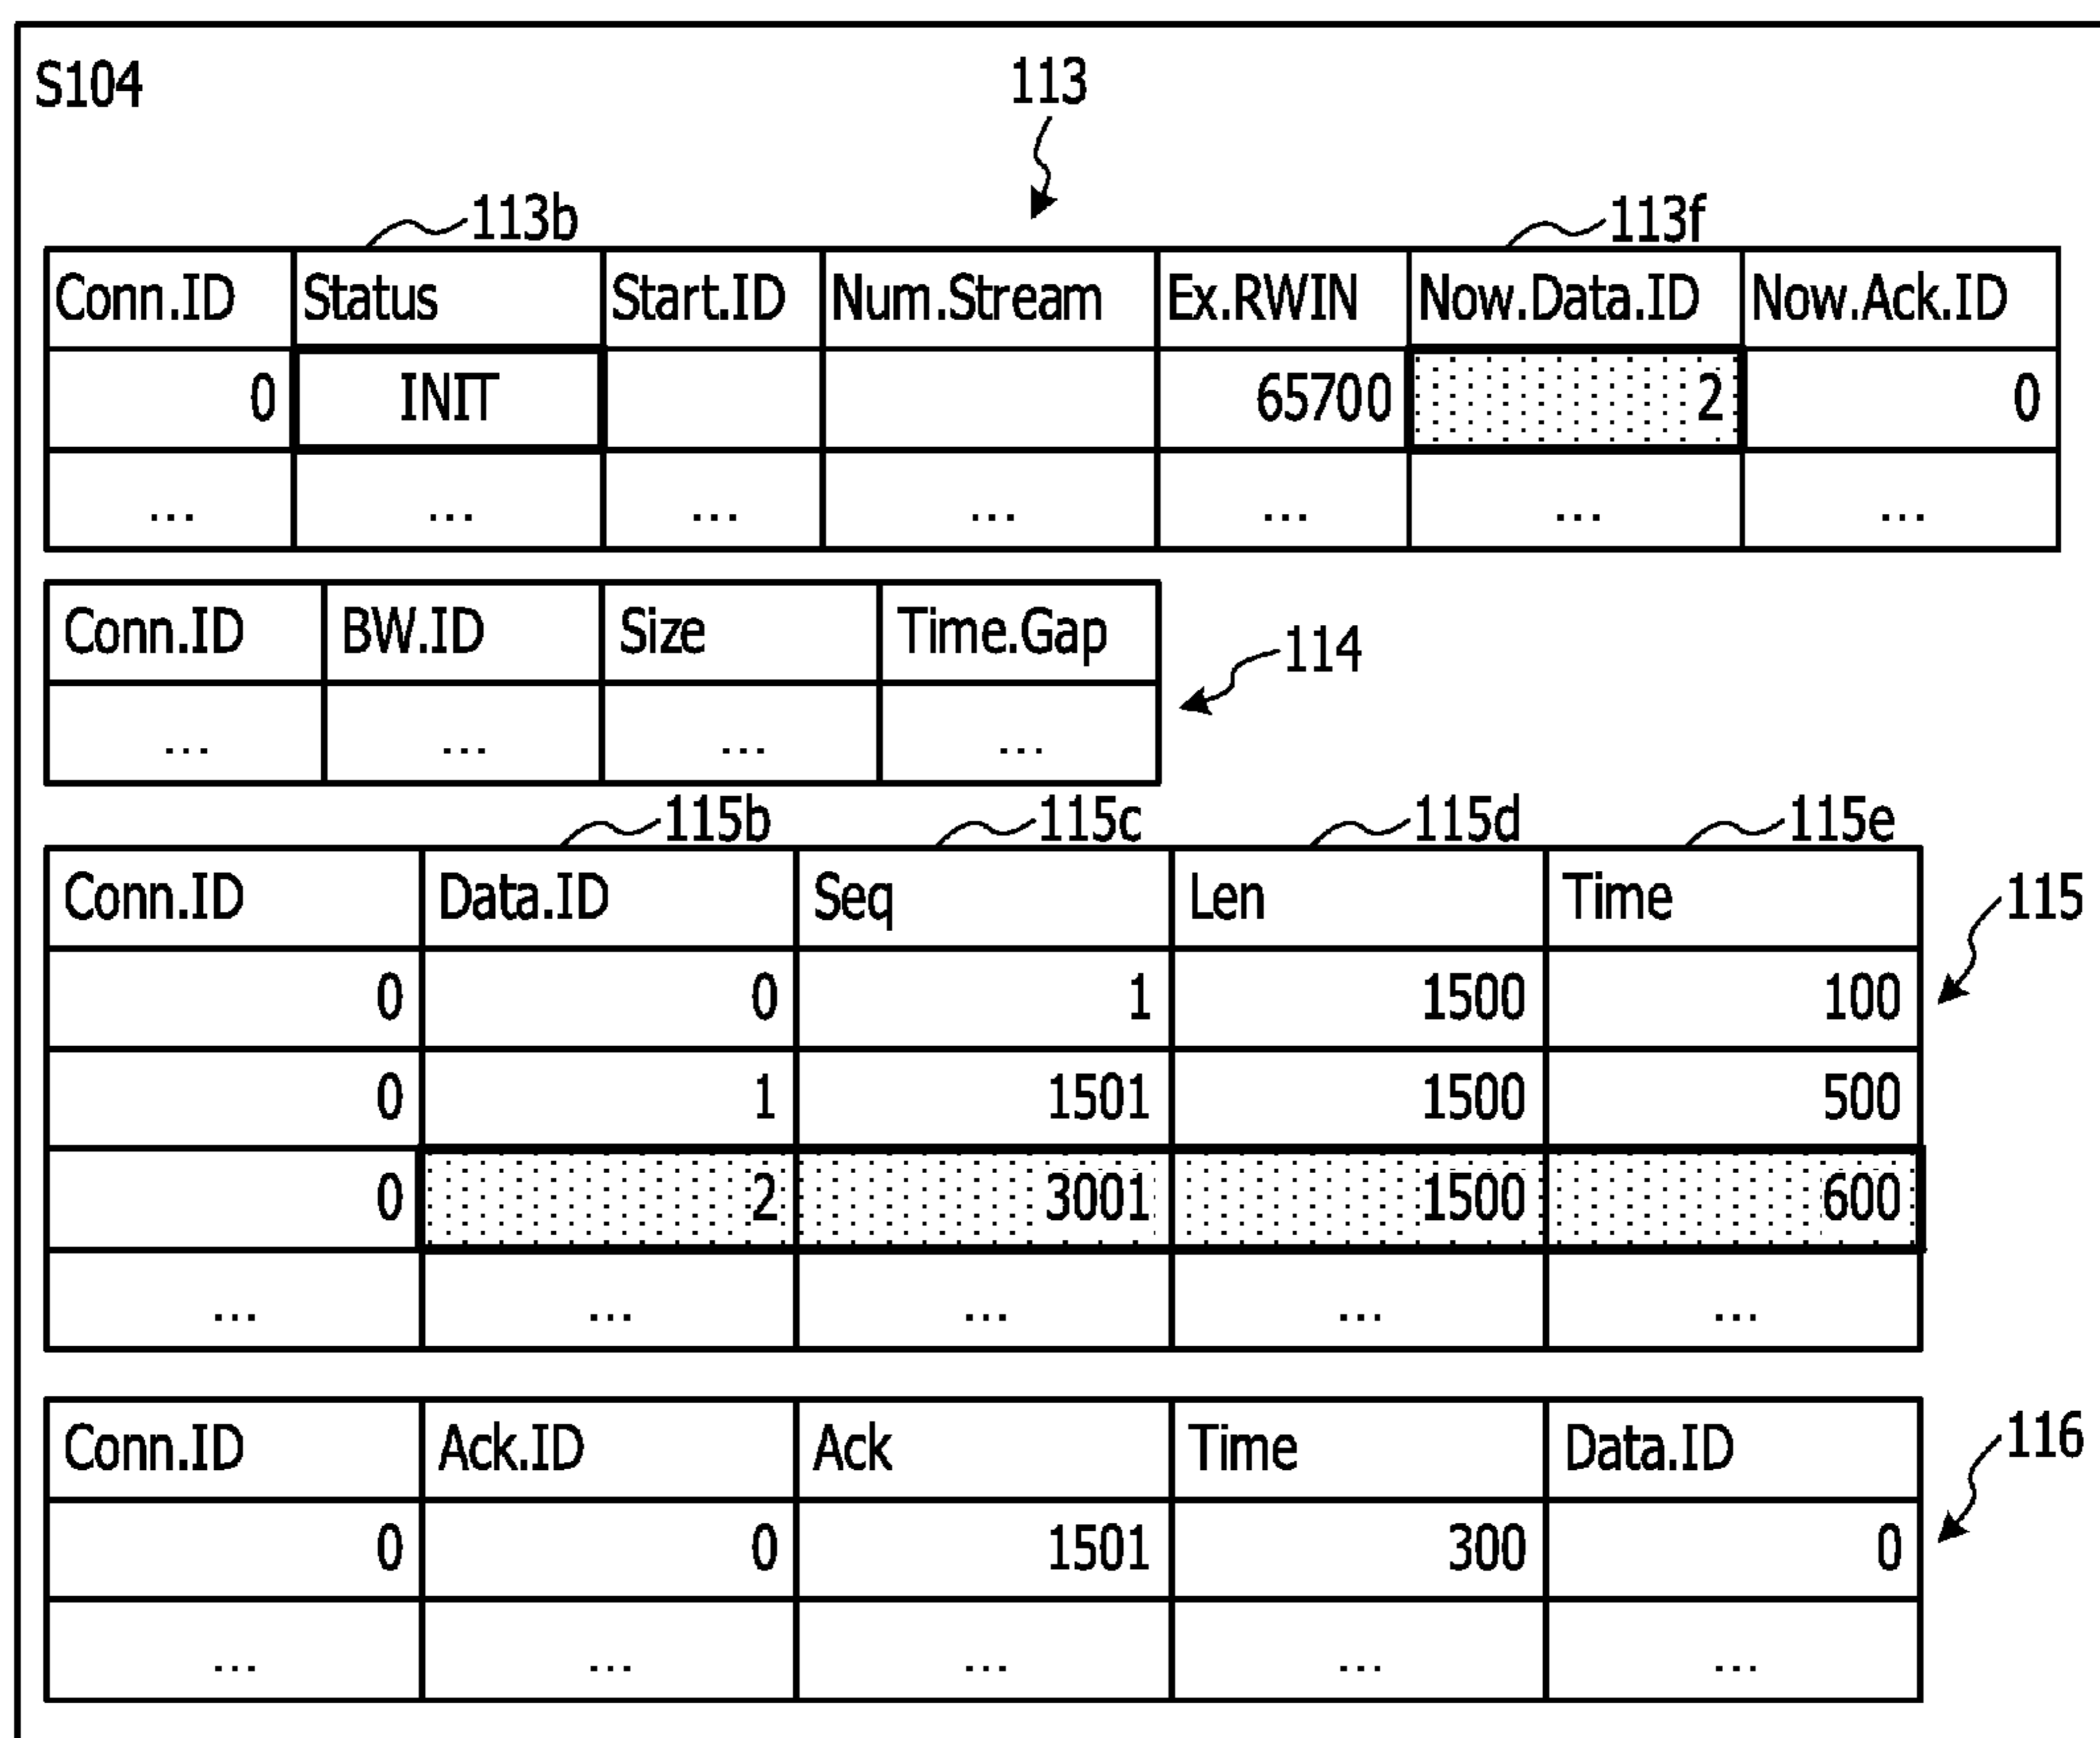 S104
113
113b 113f
Conn.ID Status Start.ID Num.Stream Ex.RWIN Now.Data.ID Now.Ack.ID
0 INIT 65700 2 0
... ... ... ... ... ... ...
Conn.ID BW.ID Size Time.Gap
114
... ... ... ...
115b 115c 115d 115e
Conn.ID Data.ID Seq Len Time
115
0 0 1 1500 100
0 1 1501 1500 500
0 2 3001 1500 600
... ... ... ... ...
Conn.ID Ack.ID Ack Time Data.ID
116
0 0 1501 300 0
... ... ... ... ...